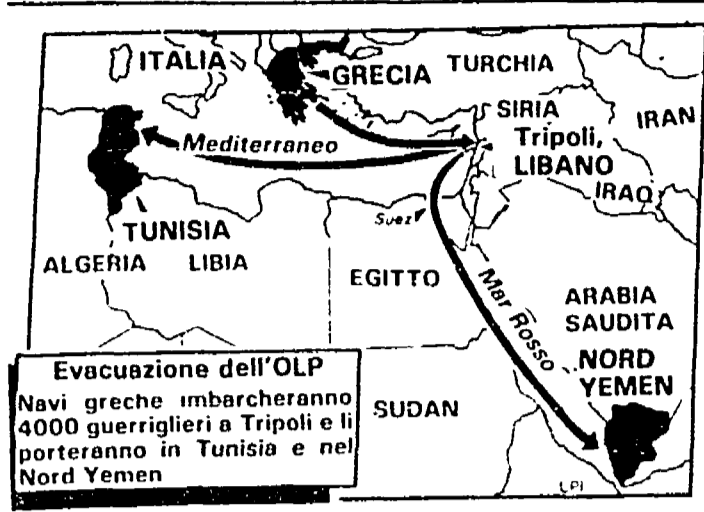 ITALIA
GRECIA
TURCHIA
SIRIA
IRAN
Mediterraneo
Tripoli,
LIBANO
IRAQ
Suez
TUNISIA
ALGERIA
LIBIA
EGITTO
Mar Rosso
ARABIA
SAUDITA
NORD
YEMEN
SUDAN
Evacuazione dell'OLP
Navi greche imbarcheranno
4000 guerriglieri a Tripoli e li
porteranno in Tunisia e nel
Nord Yemen
UPI